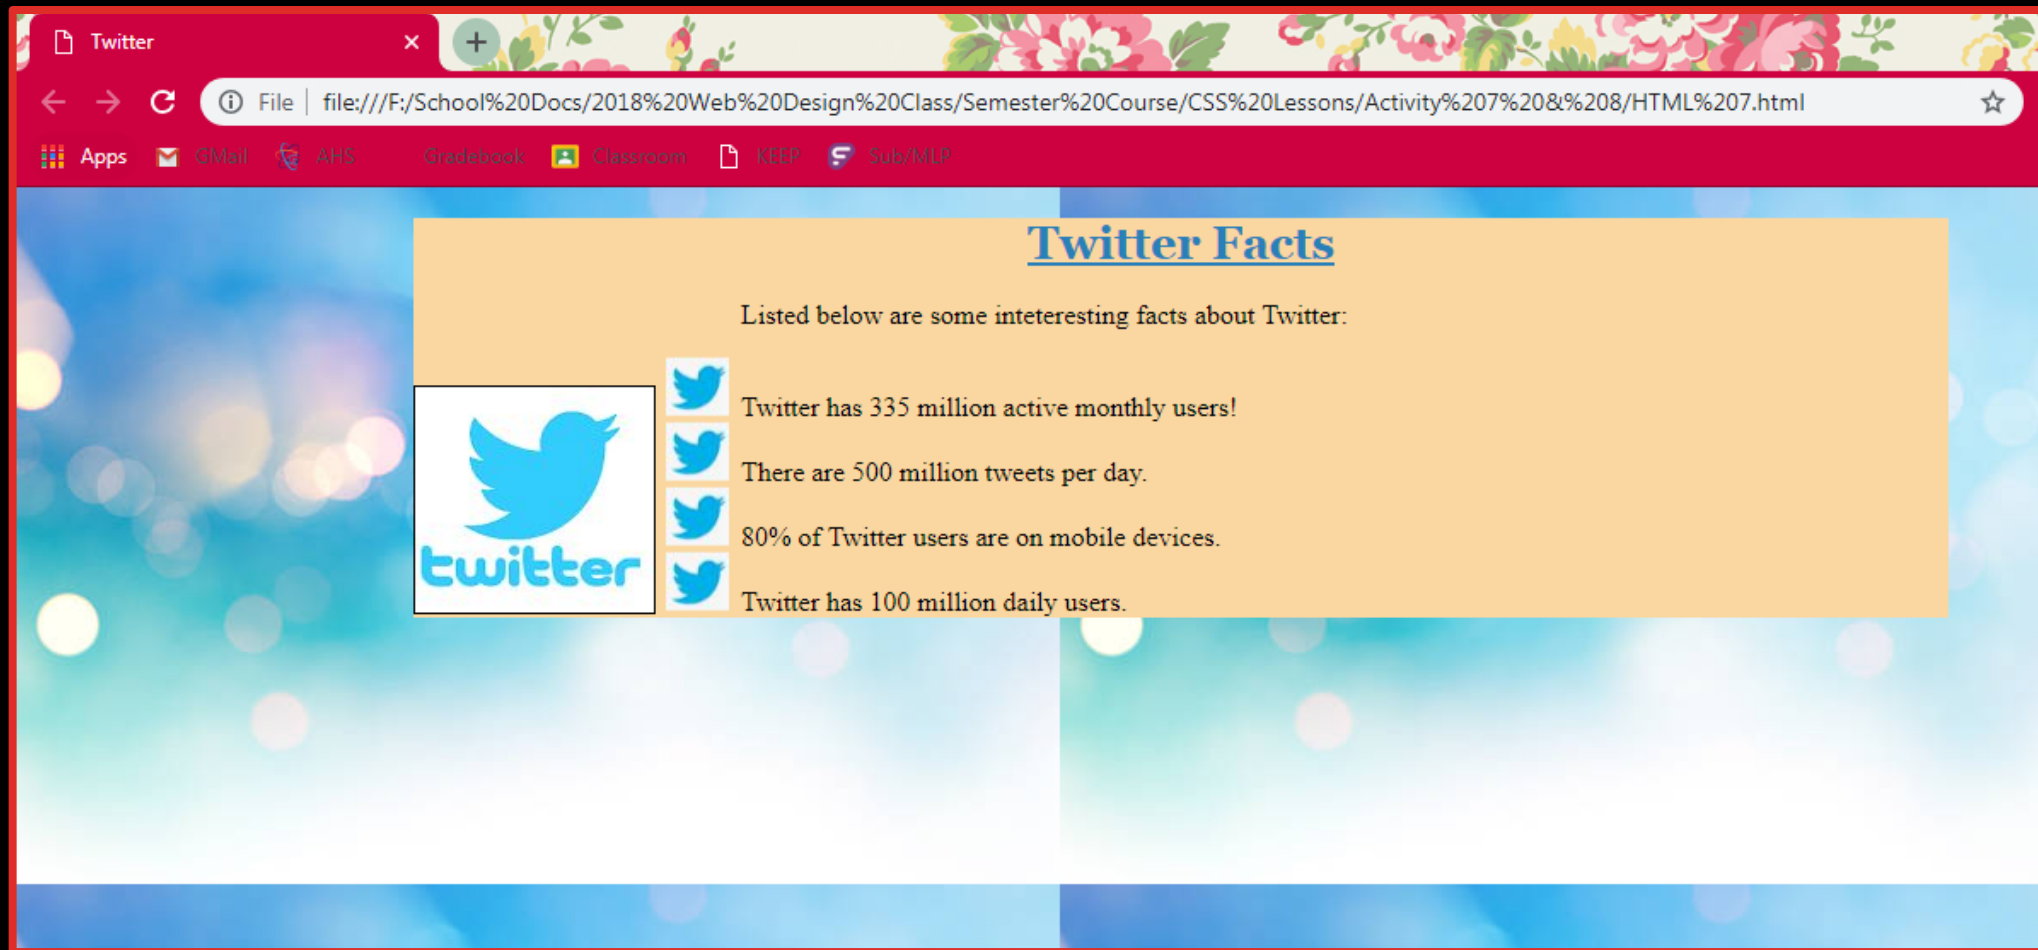 Twitter
File file:///F:/School%20Docs/2018%20Web%20Design%20Class/Semester%20Course/CSS%20Lessons/Activity%207%20&%208/HTML%207.html
Apps GMail AHS Gradebook Classroom KEEP Sub/MLP
Twitter Facts
Listed below are some inteteresting facts about Twitter:
Twitter has 335 million active monthly users!
There are 500 million tweets per day.
80% of Twitter users are on mobile devices.
twitter
Twitter has 100 million daily users.